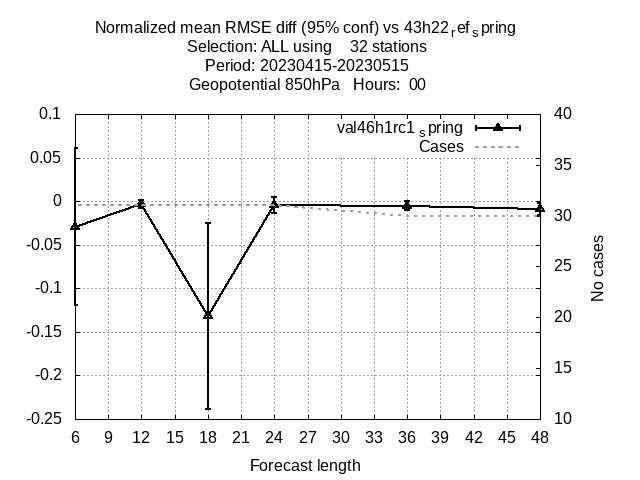 Normalized mean RMSE diff (95% conf) vs 43h22refspring
Selection: ALL using 32 stations
Period: 20230415-20230515
Geopotential 850hPa Hours: 00
val46h1rc1spring
Cases
0.1
0.05
0
-0.05
-0.1
-0.15
-0.2
-0.25
40
35
30
25
20
15
10
No cases
6 9 12 15 18 21 24 27 30 33 36 39 42 45 48
Forecast length